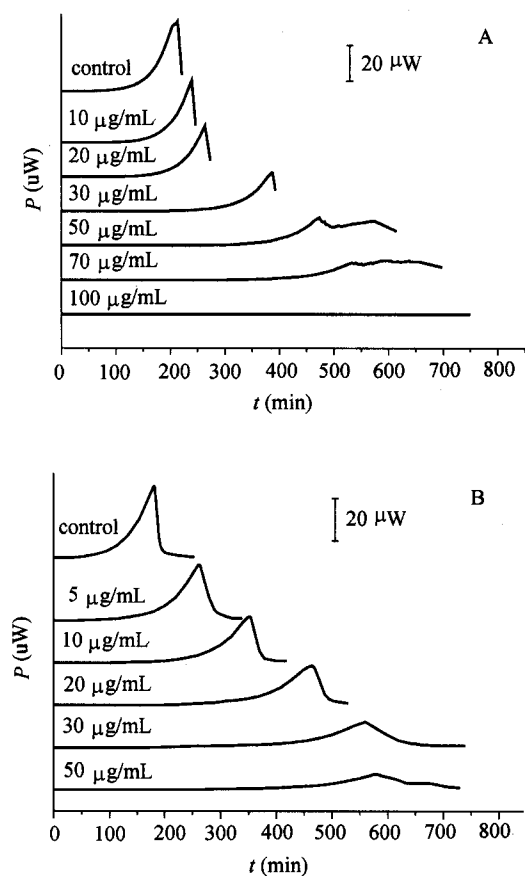 A
20 μW
control
10 μg/mL
20 μg/mL
30 μg/mL
50 μg/mL
70 μg/mL
100 μg/mL
P (uW)
0 100 200 300 400 500 600 700 800
t (min)
B
20 μW
control
5 μg/mL
10 μg/mL
20 μg/mL
30 μg/mL
50 μg/mL
P (uW)
0 100 200 300 400 500 600 700 800
t (min)